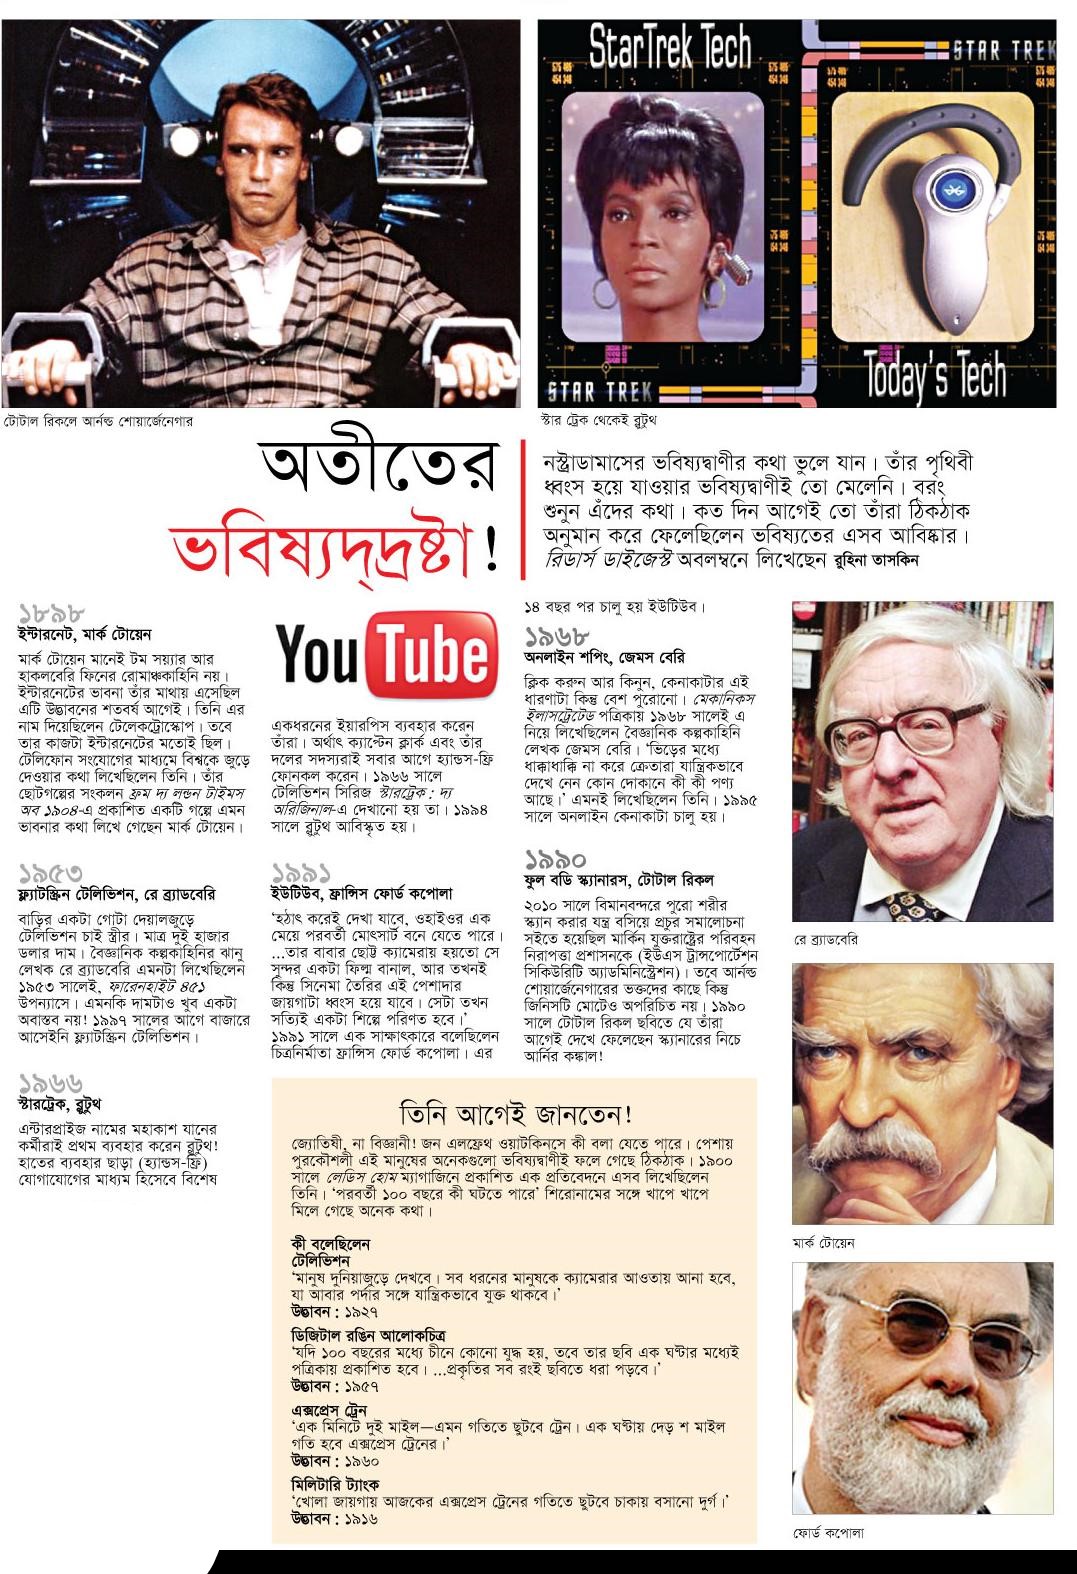 StarTrek Tech
STAR TREK
575 486
454 348
STAR TREK
Today's Tech
টোটাল রিকলে আর্নল্ড শোয়ার্জেনেগার
স্টার ট্রেক থেকেই ব্লুটুথ
অতীতের
ভবিষ্যদ্দ্রষ্টা!
নস্ট্রাডামাসের ভবিষ্যদ্বাণীর কথা ভুলে যান। তাঁর পৃথিবী
ধ্বংস হয়ে যাওয়ার ভবিষ্যদ্বাণীই তো মেলেনি। বরং
শুনুন এঁদের কথা। কত দিন আগেই তো তাঁরা ঠিকঠাক
অনুমান করে ফেলেছিলেন ভবিষ্যতের এসব আবিষ্কার।
রিডার্স ডাইজেস্ট অবলম্বনে লিখেছেন রুহিনা তাসকিন
১৮৯৮
ইন্টারনেট, মার্ক টোয়েন
মার্ক টোয়েন মানেই টম সয়্যার আর
হাকলবেরি ফিনের রোমাঞ্চকাহিনি নয়।
ইন্টারনেটের ভাবনা তাঁর মাথায় এসেছিল
এটি উদ্ভাবনের শতবর্ষ আগেই। তিনি এর
নাম দিয়েছিলেন টেলেকট্রোস্কোপ। তবে
তার কাজটা ইন্টারনেটের মতোই ছিল।
টেলিফোন সংযোগের মাধ্যমে বিশ্বকে জুড়ে
দেওয়ার কথা লিখেছিলেন তিনি। তাঁর
ছোটগল্পের সংকলন ফ্রম দ্য লন্ডন টাইমস
অব ১৯০৪-এ প্রকাশিত একটি গল্পে এমন
ভাবনার কথা লিখে গেছেন মার্ক টোয়েন।
১৯৫৩
ফ্ল্যাটস্ক্রিন টেলিভিশন, রে ব্র্যাডবেরি
বাড়ির একটা গোটা দেয়ালজুড়ে
টেলিভিশন চাই স্ত্রীর। মাত্র দুই হাজার
ডলার দাম। বৈজ্ঞানিক কল্পকাহিনির ঝানু
লেখক রে ব্র্যাডবেরি এমনটা লিখেছিলেন
১৯৫৩ সালেই, ফারেনহাইট ৪৫১
উপন্যাসে। এমনকি দামটাও খুব একটা
অবাস্তব নয়! ১৯৯৭ সালের আগে বাজারে
আসেইনি ফ্ল্যাটস্ক্রিন টেলিভিশন।
১৯৬৬
স্টারট্রেক, ব্লুটুথ
এন্টারপ্রাইজ নামের মহাকাশ যানের
কর্মীরাই প্রথম ব্যবহার করেন ব্লুটুথ!
হাতের ব্যবহার ছাড়া (হ্যান্ডস-ফ্রি)
যোগাযোগের মাধ্যম হিসেবে বিশেষ
YouTube
একধরনের ইয়ারপিস ব্যবহার করেন
তাঁরা। অর্থাৎ ক্যাপ্টেন ক্লার্ক এবং তাঁর
দলের সদস্যরাই সবার আগে হ্যান্ডস-ফ্রি
ফোনকল করেন। ১৯৬৬ সালে
টেলিভিশন সিরিজ স্টারট্রেক : দ্য
অরিজিনাল-এ দেখানো হয় তা। ১৯৯৪
সালে ব্লুটুথ আবিষ্কৃত হয়।
১৯৯১
ইউটিউব, ফ্রান্সিস ফোর্ড কপোলা
‘হঠাৎ করেই দেখা যাবে, ওহাইওর এক
মেয়ে পরবর্তী মোৎসার্ট বনে যেতে পারে।
...তার বাবার ছোট্ট ক্যামেরায় হয়তো সে
সুন্দর একটা ফিল্ম বানাল, আর তখনই
কিন্তু সিনেমা তৈরির এই পেশাদার
জায়গাটা ধ্বংস হয়ে যাবে। সেটা তখন
সত্যিই একটা শিল্পে পরিণত হবে।’
১৯৯১ সালে এক সাক্ষাৎকারে বলেছিলেন
চিত্রনির্মাতা ফ্রান্সিস ফোর্ড কপোলা। এর
১৪ বছর পর চালু হয় ইউটিউব।
১৯৬৮
অনলাইন শপিং, জেমস বেরি
ক্লিক করুন আর কিনুন, কেনাকাটার এই
ধারণাটা কিন্তু বেশ পুরোনো। মেকানিকস
ইলাসট্রেটেড পত্রিকায় ১৯৬৮ সালেই এ
নিয়ে লিখেছিলেন বৈজ্ঞানিক কল্পকাহিনি
লেখক জেমস বেরি। ‘ভিড়ের মধ্যে
ধাক্কাধাক্কি না করে ক্রেতারা যান্ত্রিকভাবে
দেখে নেন কোন দোকানে কী কী পণ্য
আছে।’ এমনই লিখেছিলেন তিনি। ১৯৯৫
সালে অনলাইন কেনাকাটা চালু হয়।
১৯৯০
ফুল বডি স্ক্যানারস, টোটাল রিকল
২০১০ সালে বিমানবন্দরে পুরো শরীর
স্ক্যান করার যন্ত্র বসিয়ে প্রচুর সমালোচনা
সইতে হয়েছিল মার্কিন যুক্তরাষ্ট্রের পরিবহন
নিরাপত্তা প্রশাসনকে (ইউএস ট্রান্সপোর্টেশন
সিকিউরিটি অ্যাডমিনিস্ট্রেশন)। তবে আর্নল্ড
শোয়ার্জেনেগারের ভক্তদের কাছে কিন্তু
জিনিসটি মোটেও অপরিচিত নয়। ১৯৯০
সালে টোটাল রিকল ছবিতে যে তাঁরা
আগেই দেখে ফেলেছেন স্ক্যানারের নিচে
আর্নির কঙ্কাল!
রে ব্র্যাডবেরি
মার্ক টোয়েন
ফোর্ড কপোলা
তিনি আগেই জানতেন!
জ্যোতিষী, না বিজ্ঞানী! জন এলফ্রেথ ওয়াটকিনসে কী বলা যেতে পারে। পেশায়
পুরকৌশলী এই মানুষের অনেকগুলো ভবিষ্যদ্বাণীই ফলে গেছে ঠিকঠাক। ১৯০০
সালে লেডিস হোম ম্যাগাজিনে প্রকাশিত এক প্রতিবেদনে এসব লিখেছিলেন
তিনি। ‘পরবর্তী ১০০ বছরে কী ঘটতে পারে’ শিরোনামের সঙ্গে খাপে খাপে
মিলে গেছে অনেক কথা।
কী বলেছিলেন
টেলিভিশন
‘মানুষ দুনিয়াজুড়ে দেখবে। সব ধরনের মানুষকে ক্যামেরার আওতায় আনা হবে,
যা আবার পর্দার সঙ্গে যান্ত্রিকভাবে যুক্ত থাকবে।’
উদ্ভাবন : ১৯২৭
ডিজিটাল রঙিন আলোকচিত্র
‘যদি ১০০ বছরের মধ্যে চীনে কোনো যুদ্ধ হয়, তবে তার ছবি এক ঘণ্টার মধ্যেই
পত্রিকায় প্রকাশিত হবে। ...প্রকৃতির সব রংই ছবিতে ধরা পড়বে।’
উদ্ভাবন : ১৯৫৭
এক্সপ্রেস ট্রেন
‘এক মিনিটে দুই মাইল—এমন গতিতে ছুটবে ট্রেন। এক ঘণ্টায় দেড় শ মাইল
গতি হবে এক্সপ্রেস ট্রেনের।’
উদ্ভাবন : ১৯৬০
মিলিটারি ট্যাংক
‘খোলা জায়গায় আজকের এক্সপ্রেস ট্রেনের গতিতে ছুটবে চাকায় বসানো দুর্গ।’
উদ্ভাবন : ১৯১৬